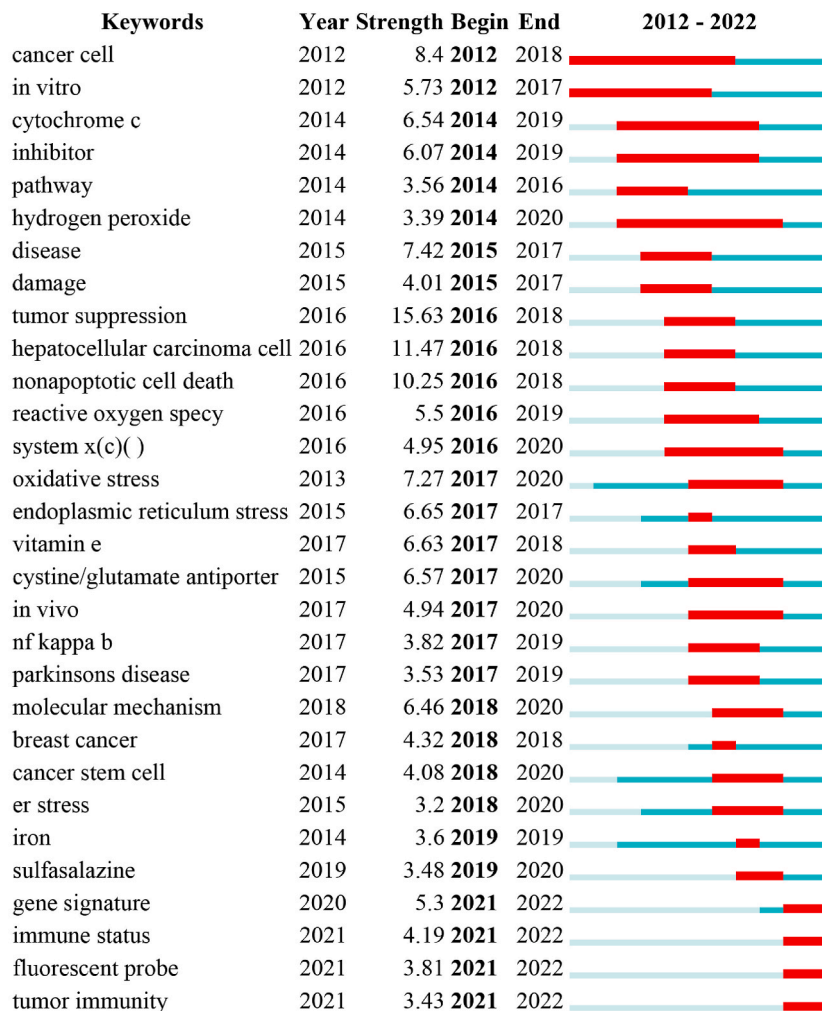 Keywords Year Strength Begin End 2012 - 2022
cancer cell 2012 8.4 2012 2018
in vitro 2012 5.73 2012 2017
cytochrome c 2014 6.54 2014 2019
inhibitor 2014 6.07 2014 2019
pathway 2014 3.56 2014 2016
hydrogen peroxide 2014 3.39 2014 2020
disease 2015 7.42 2015 2017
damage 2015 4.01 2015 2017
tumor suppression 2016 15.63 2016 2018
hepatocellular carcinoma cell 2016 11.47 2016 2018
nonapoptotic cell death 2016 10.25 2016 2018
reactive oxygen specy 2016 5.5 2016 2019
system x(c)( ) 2016 4.95 2016 2020
oxidative stress 2013 7.27 2017 2020
endoplasmic reticulum stress 2015 6.65 2017 2017
vitamin e 2017 6.63 2017 2018
cystine/glutamate antiporter 2015 6.57 2017 2020
in vivo 2017 4.94 2017 2020
nf kappa b 2017 3.82 2017 2019
parkinsons disease 2017 3.53 2017 2019
molecular mechanism 2018 6.46 2018 2020
breast cancer 2017 4.32 2018 2018
cancer stem cell 2014 4.08 2018 2020
er stress 2015 3.2 2018 2020
iron 2014 3.6 2019 2019
sulfasalazine 2019 3.48 2019 2020
gene signature 2020 5.3 2021 2022
immune status 2021 4.19 2021 2022
fluorescent probe 2021 3.81 2021 2022
tumor immunity 2021 3.43 2021 2022